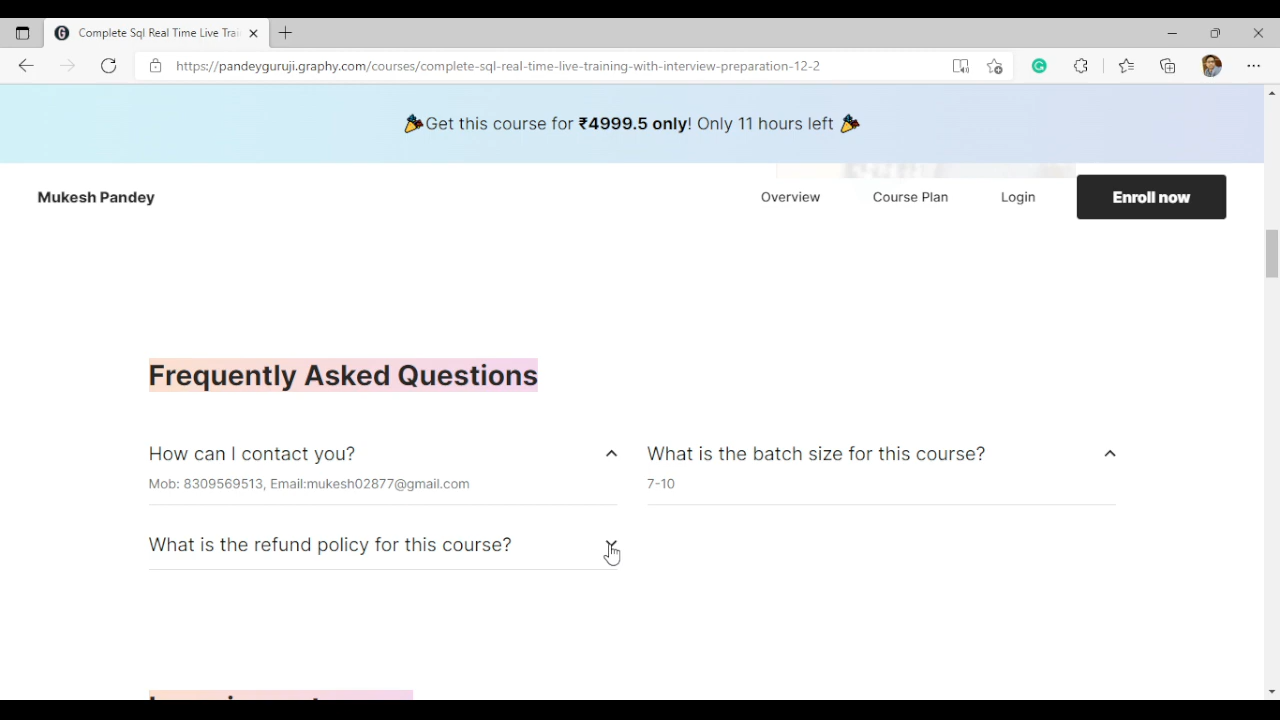 Complete Sql Real Time Live Trai
https://pandeyguruji.graphy.com/courses/complete-sql-real-time-live-training-with-interview-preparation-12-2
🎉Get this course for ₹4999.5 only! Only 11 hours left 🎉
Mukesh Pandey
Overview
Course Plan
Login
Enroll now
Frequently Asked Questions
How can I contact you?
Mob: 8309569513, Email:mukesh02877@gmail.com
What is the batch size for this course?
7-10
What is the refund policy for this course?